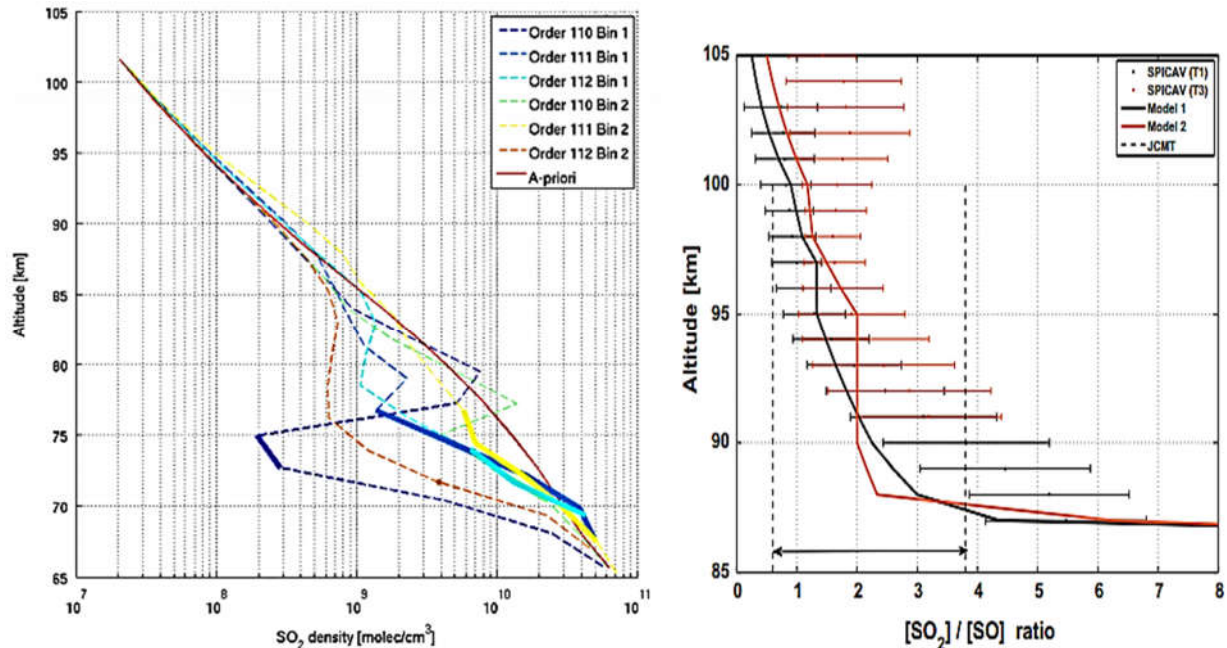 105
100
95
90
85
80
75
70
65
Altitude [km]
10^7
10^8
10^9
10^10
10^11
SO₂ density [molec/cm³]
Order 110 Bin 1
Order 111 Bin 1
Order 112 Bin 1
Order 110 Bin 2
Order 111 Bin 2
Order 112 Bin 2
A-priori
105
100
95
90
85
Altitude [km]
0 1 2 3 4 5 6 7 8
[SO₂] / [SO] ratio
SPICAV (T1)
SPICAV (T3)
Model 1
Model 2
JCMT